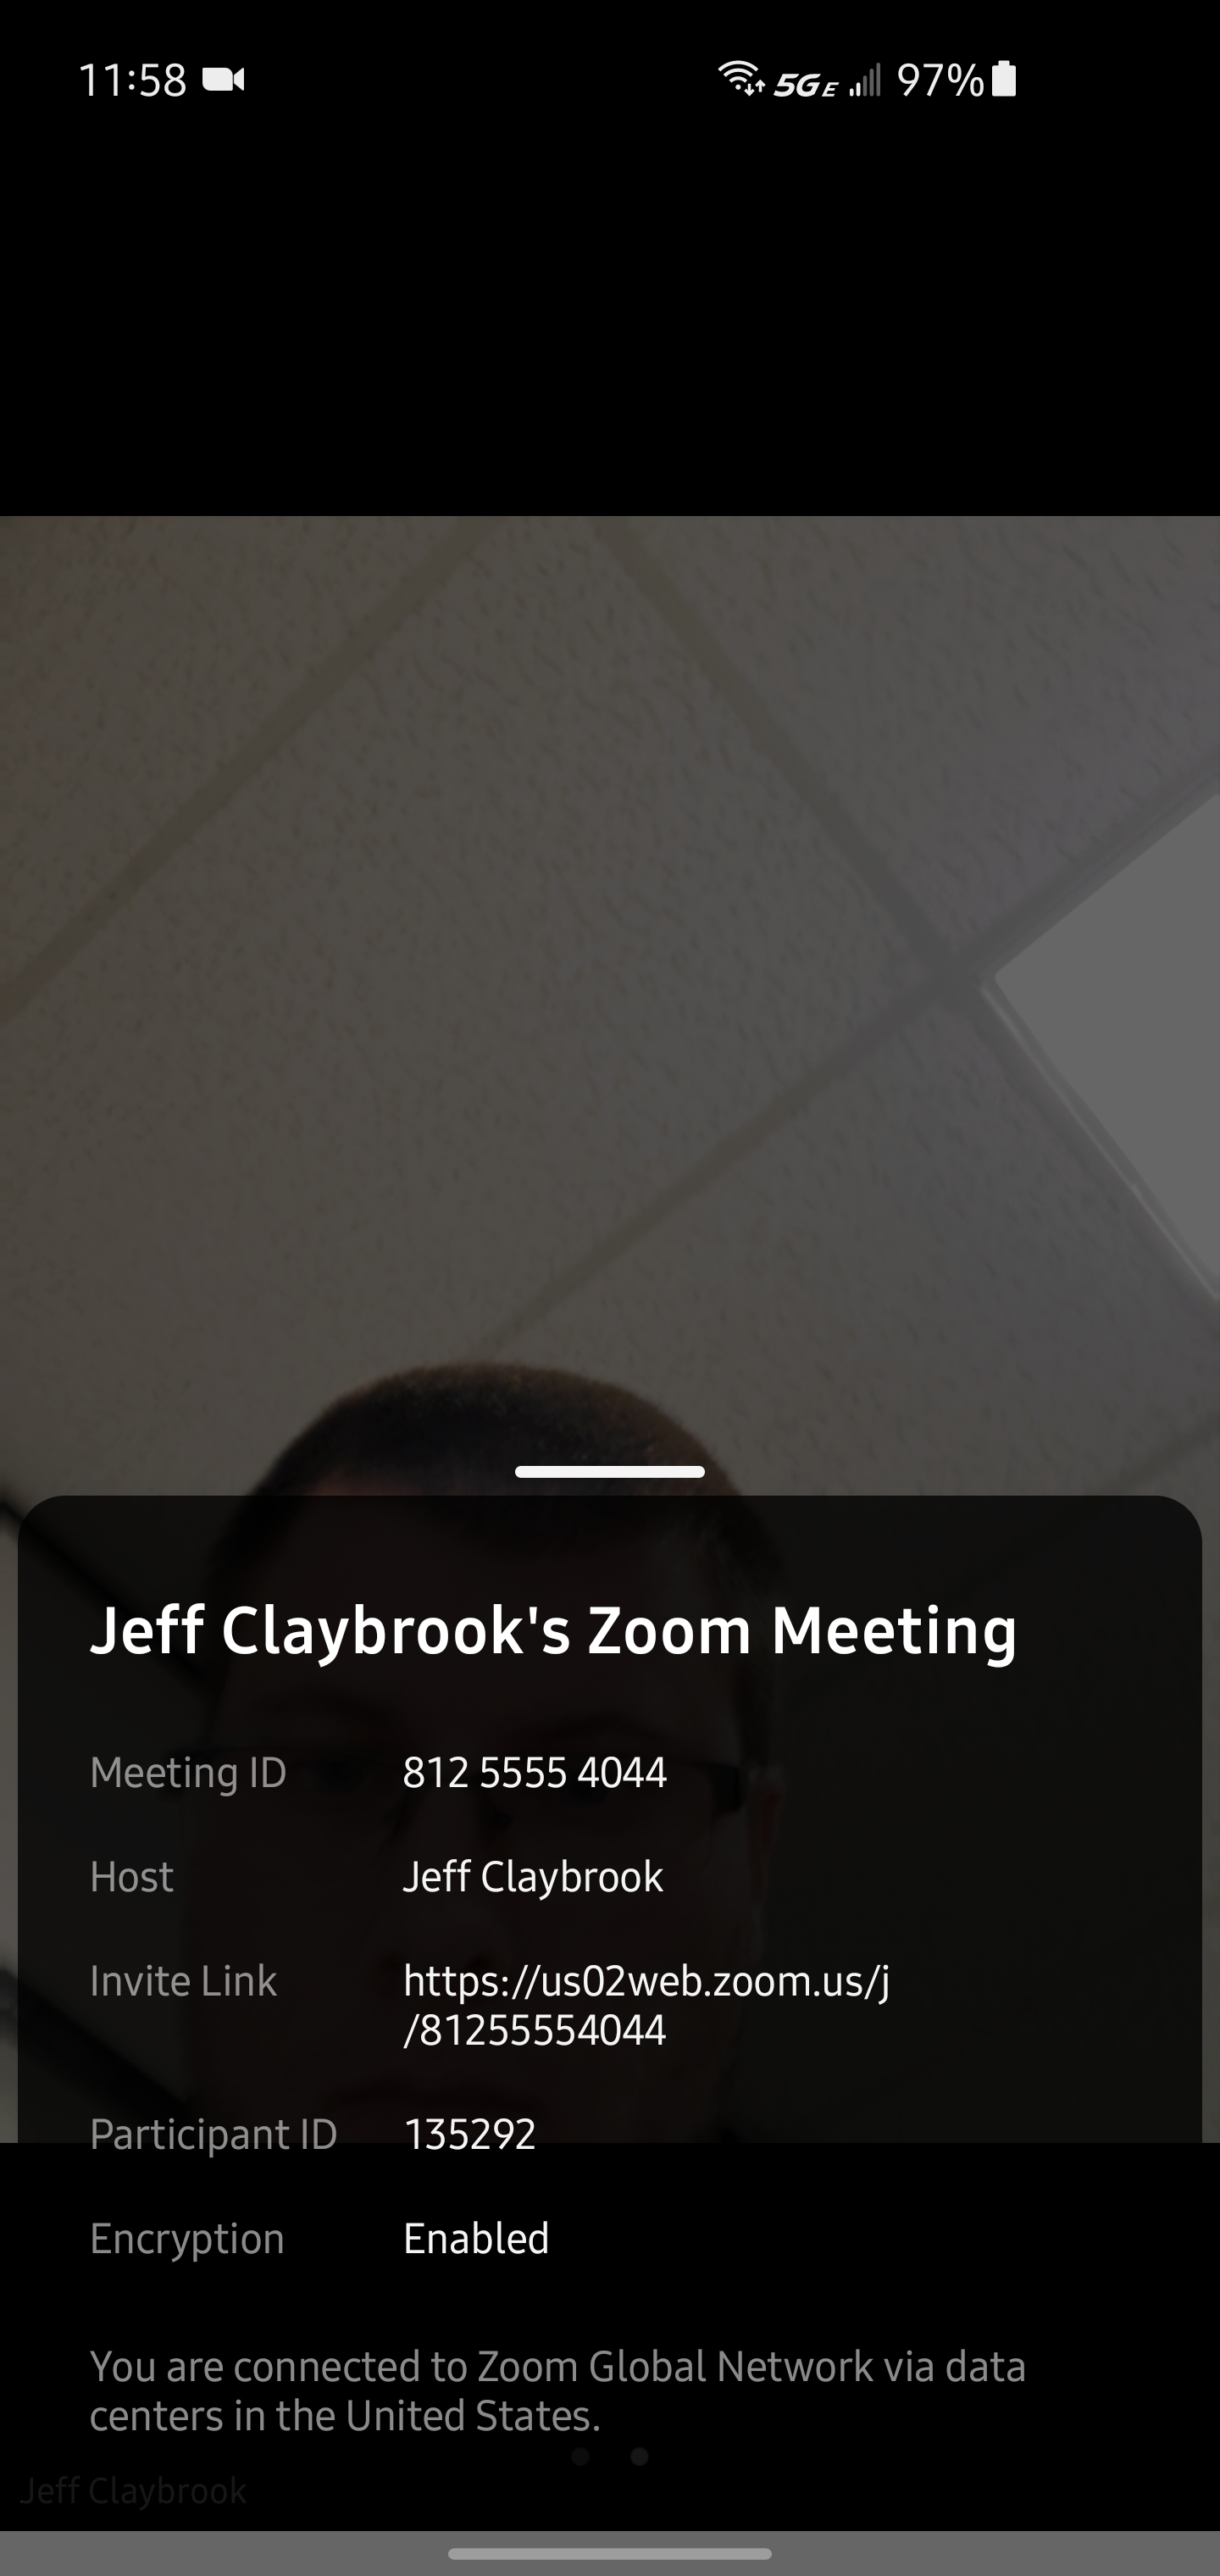 11:58 5G E 97%
Jeff Claybrook's Zoom Meeting
Meeting ID 812 5555 4044
Host Jeff Claybrook
Invite Link https://us02web.zoom.us/j
/81255554044
Participant ID 135292
Encryption Enabled
You are connected to Zoom Global Network via data
centers in the United States.
Jeff Claybrook